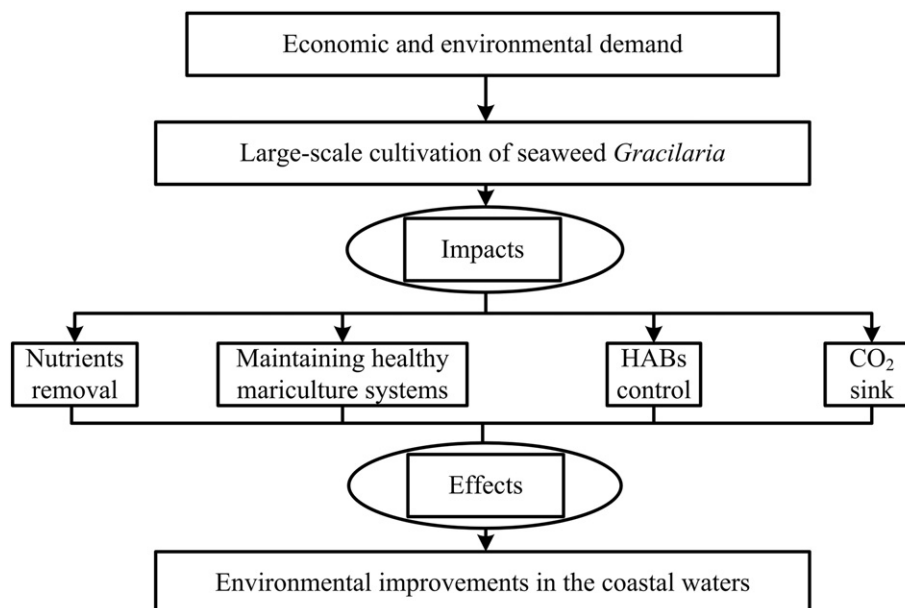 Economic and environmental demand
Large-scale cultivation of seaweed Gracilaria
Impacts
Nutrients
removal
Maintaining healthy
mariculture systems
HABs
control
CO₂
sink
Effects
Environmental improvements in the coastal waters